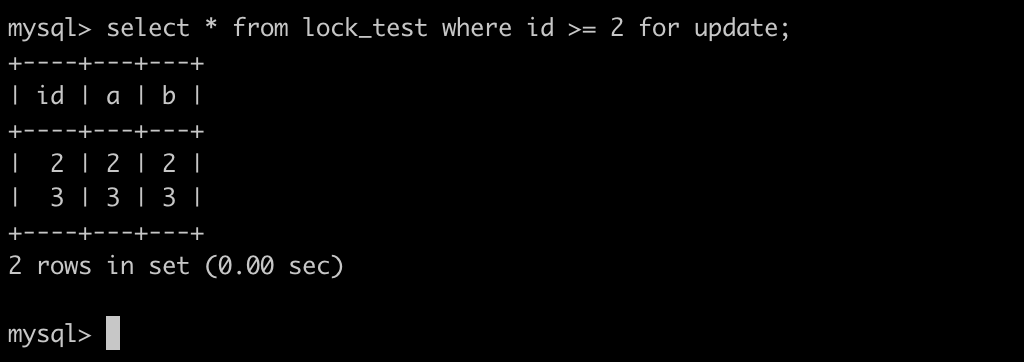 mysql> select * from lock_test where id >= 2 for update;
+----+---+---+
| id | a | b |
+----+---+---+
|  2 | 2 | 2 |
|  3 | 3 | 3 |
+----+---+---+
2 rows in set (0.00 sec)
mysql>